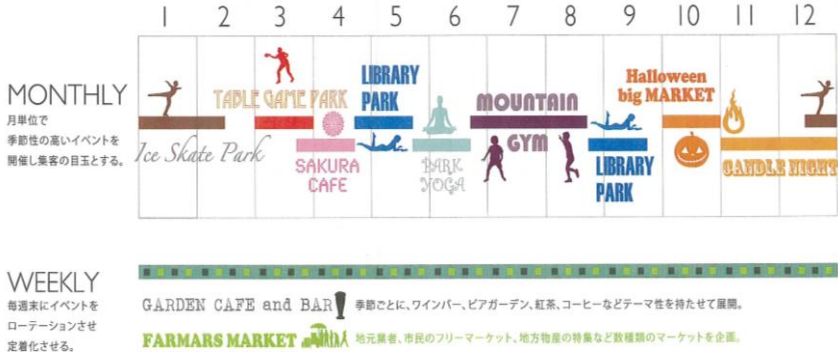 1 2 3 4 5 6 7 8 9 10 11 12
MONTHLY
月単位で
季節性の高いイベントを
開催し集客の目玉とする。
Ice Skate Park
TABLE GAME PARK
SAKURA
CAFE
LIBRARY
PARK
PARK
YOGA
MOUNTAIN
GYM
LIBRARY
PARK
Halloween
big MARKET
CANDLE NIGHT
WEEKLY
毎週末にイベントを
ローテーションさせ
定着化させる。
GARDEN CAFE and BAR 季節ごとに、ワインバー、ビアガーデン、紅茶、コーヒーなどテーマ性を持たせて展開。
FARMARS MARKET 地元業者、市民のフリーマーケット、地方物産の特集など数種類のマーケットを企画。